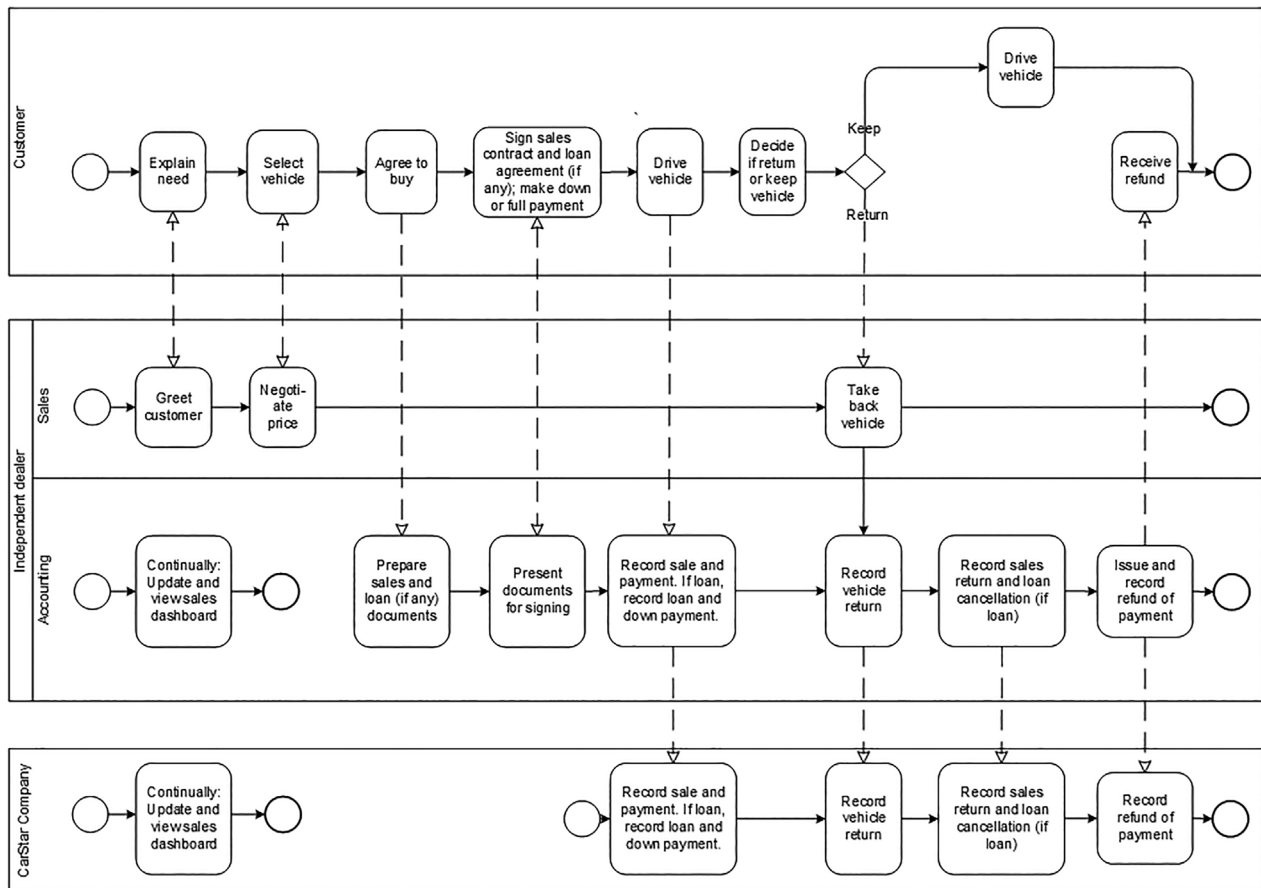 Customer
Drive
vehicle
Keep
Explain
need
Select
vehicle
Agree to
buy
Sign sales
contract and loan
agreement (if
any); make down
or full payment
Drive
vehicle
Decide
if return
or keep
vehicle
Return
Receive
refund
Independent dealer
Sales
Greet
customer
Negoti-
ate
price
Take
back
vehicle
Accounting
Continually:
Update and
view sales
dashboard
Prepare
sales and
loan (if any)
documents
Present
documents
for signing
Record sale and
payment. If loan,
record loan and
down payment.
Record
vehicle
return
Record sales
return and loan
cancellation (if
loan)
Issue and
record
refund of
payment
CarStar Company
Continually:
Update and
view sales
dashboard
Record sale and
payment. If loan,
record loan and
down payment.
Record
vehicle
return
Record sales
return and loan
cancellation (if
loan)
Record
refund of
payment